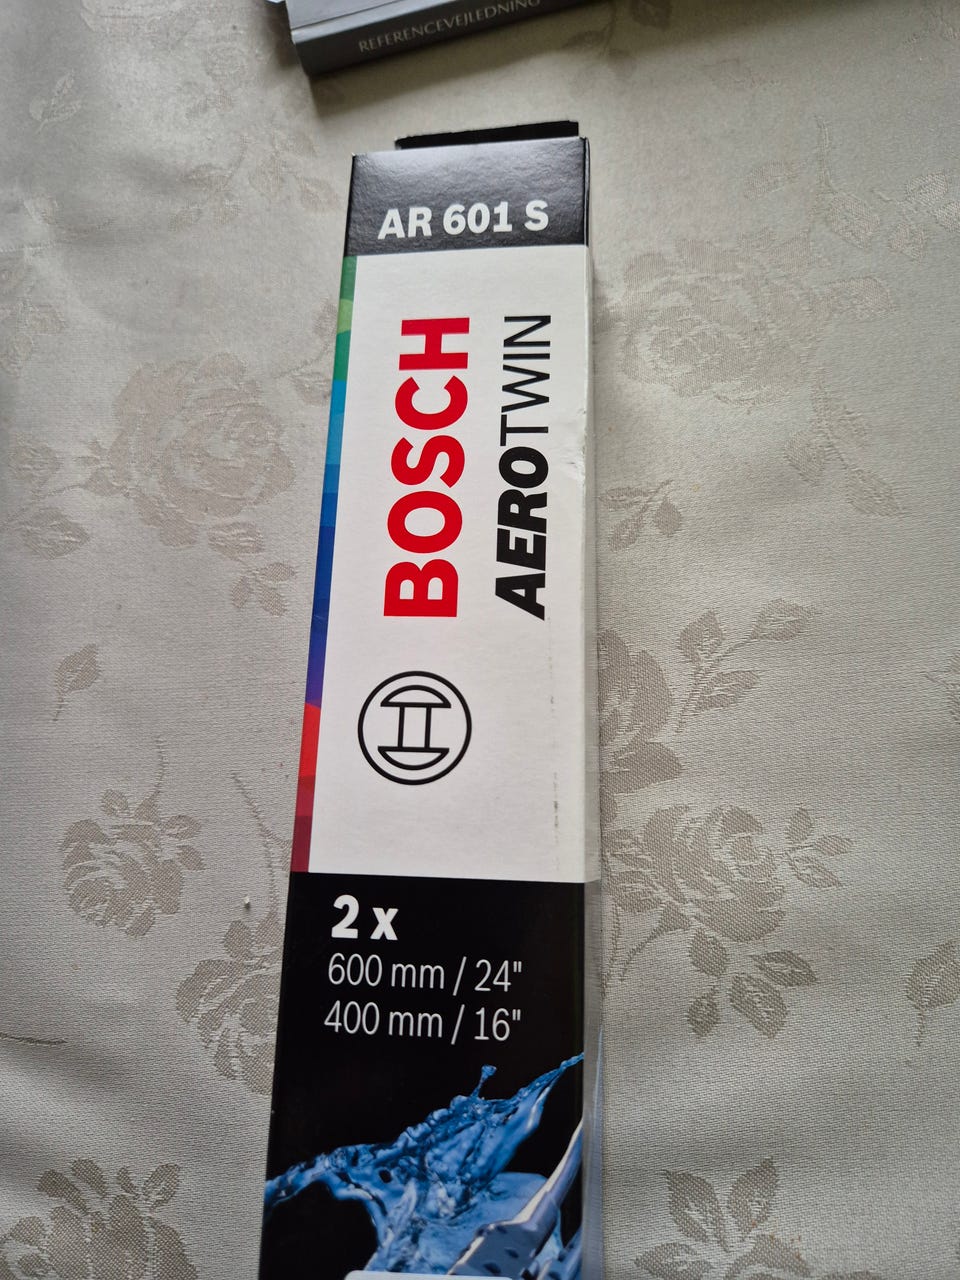 REFERENCEVEJLEDNING
AR 601 S
BOSCH
AEROTWIN
2 x
600 mm / 24"
400 mm / 16"